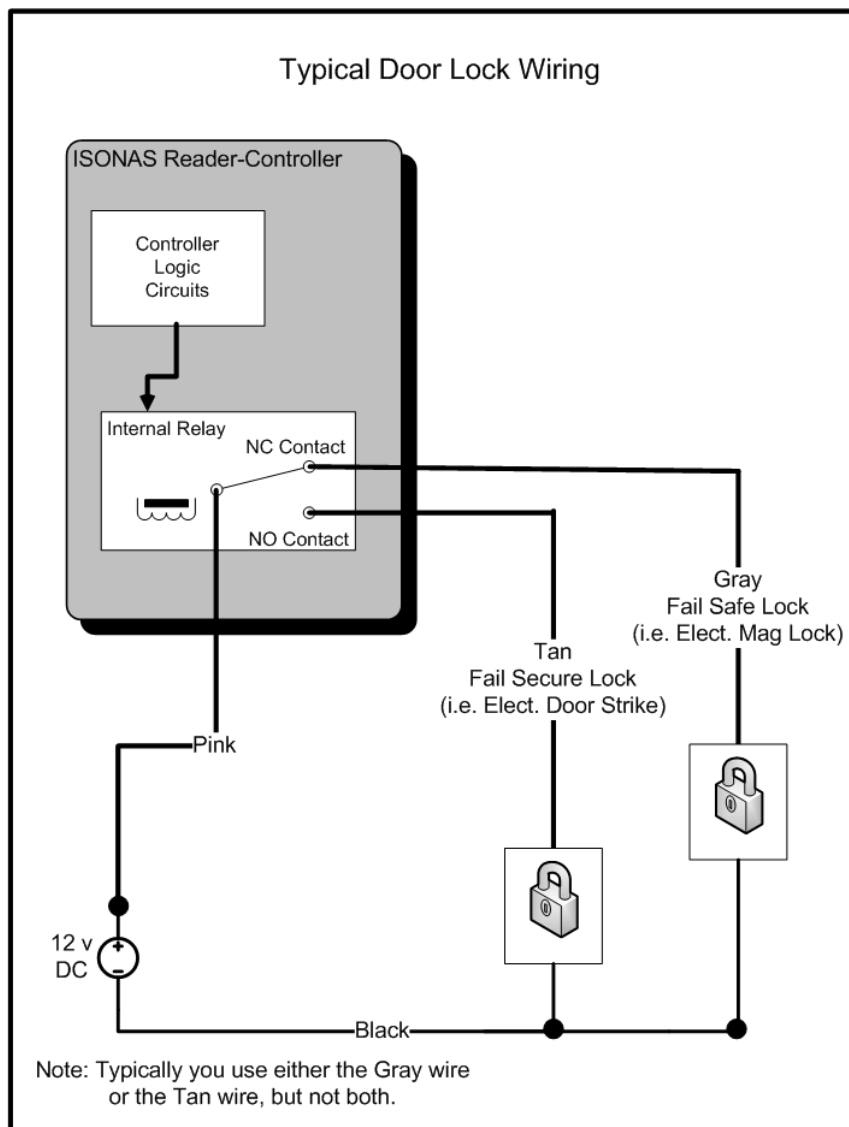 Typical Door Lock Wiring
ISONAS Reader-Controller
Controller
Logic
Circuits
Internal Relay
NC Contact
NO Contact
Gray
Fail Safe Lock
(i.e. Elect. Mag Lock)
Tan
Fail Secure Lock
(i.e. Elect. Door Strike)
Pink
12 v
DC
+
−
Black
Note: Typically you use either the Gray wire
or the Tan wire, but not both.